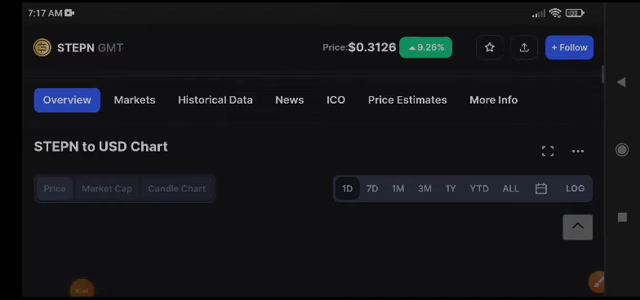 7:17 AM
STEPN GMT Price:$0.3126 9.26% + Follow
Overview Markets Historical Data News ICO Price Estimates More Info
STEPN to USD Chart
Price Market Cap Candle Chart 1D 7D 1M 3M 1Y YTD ALL LOG